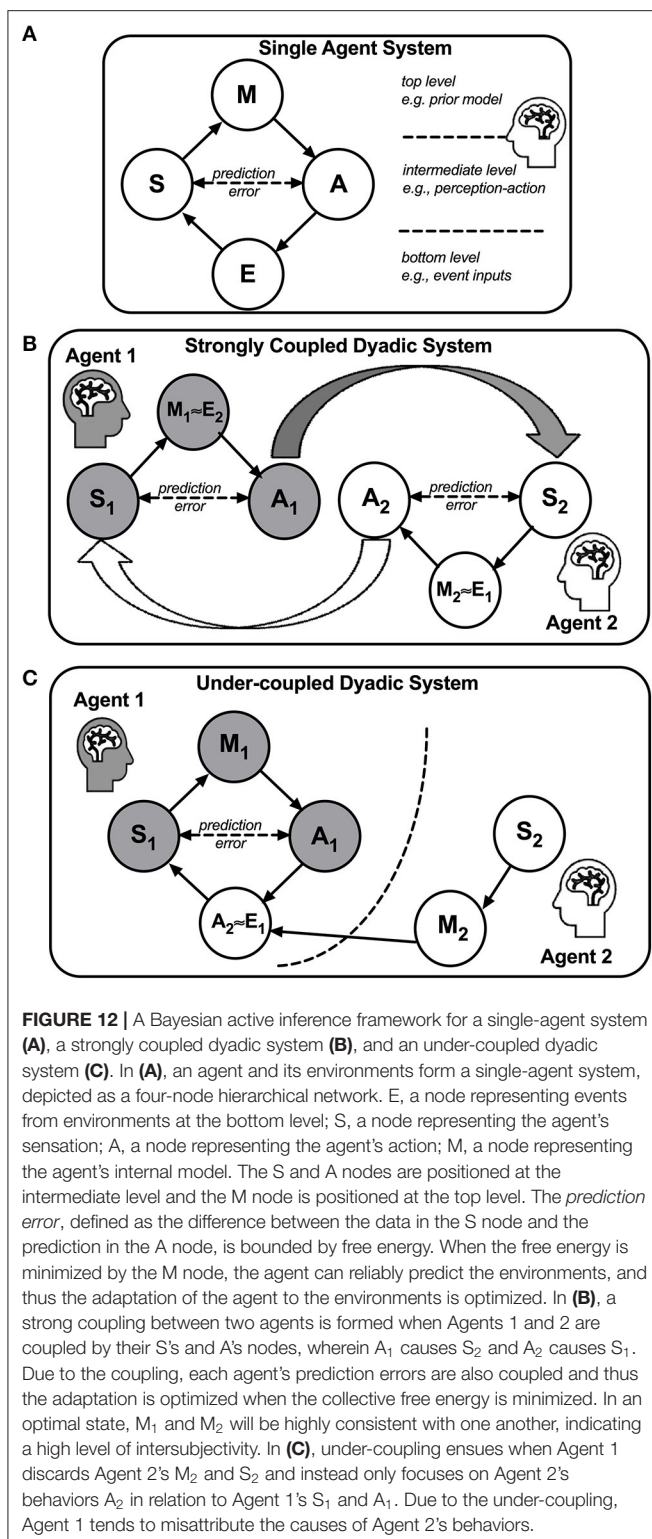 A
Single Agent System
M
top level
e.g. prior model
S
prediction
error
A
intermediate level
e.g., perception-action
E
bottom level
e.g., event inputs
B
Strongly Coupled Dyadic System
Agent 1
M1≈E2
S1
prediction
error
A1
A2
prediction
error
S2
M2≈E1
Agent 2
C
Under-coupled Dyadic System
Agent 1
M1
S1
prediction
error
A1
S2
A2≈E1
M2
Agent 2
FIGURE 12 | A Bayesian active inference framework for a single-agent system
(A), a strongly coupled dyadic system (B), and an under-coupled dyadic
system (C). In (A), an agent and its environments form a single-agent system,
depicted as a four-node hierarchical network. E, a node representing events
from environments at the bottom level; S, a node representing the agent's
sensation; A, a node representing the agent's action; M, a node representing
the agent's internal model. The S and A nodes are positioned at the
intermediate level and the M node is positioned at the top level. The prediction
error, defined as the difference between the data in the S node and the
prediction in the A node, is bounded by free energy. When the free energy is
minimized by the M node, the agent can reliably predict the environments, and
thus the adaptation of the agent to the environments is optimized. In (B), a
strong coupling between two agents is formed when Agents 1 and 2 are
coupled by their S's and A's nodes, wherein A1 causes S2 and A2 causes S1.
Due to the coupling, each agent's prediction errors are also coupled and thus
the adaptation is optimized when the collective free energy is minimized. In an
optimal state, M1 and M2 will be highly consistent with one another, indicating
a high level of intersubjectivity. In (C), under-coupling ensues when Agent 1
discards Agent 2's M2 and S2 and instead only focuses on Agent 2's
behaviors A2 in relation to Agent 1's S1 and A1. Due to the under-coupling,
Agent 1 tends to misattribute the causes of Agent 2's behaviors.